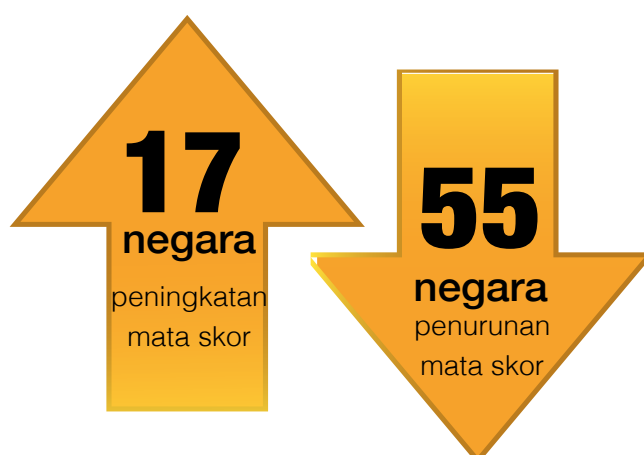 17
negara
peningkatan
mata skor
55
negara
penurunan
mata skor